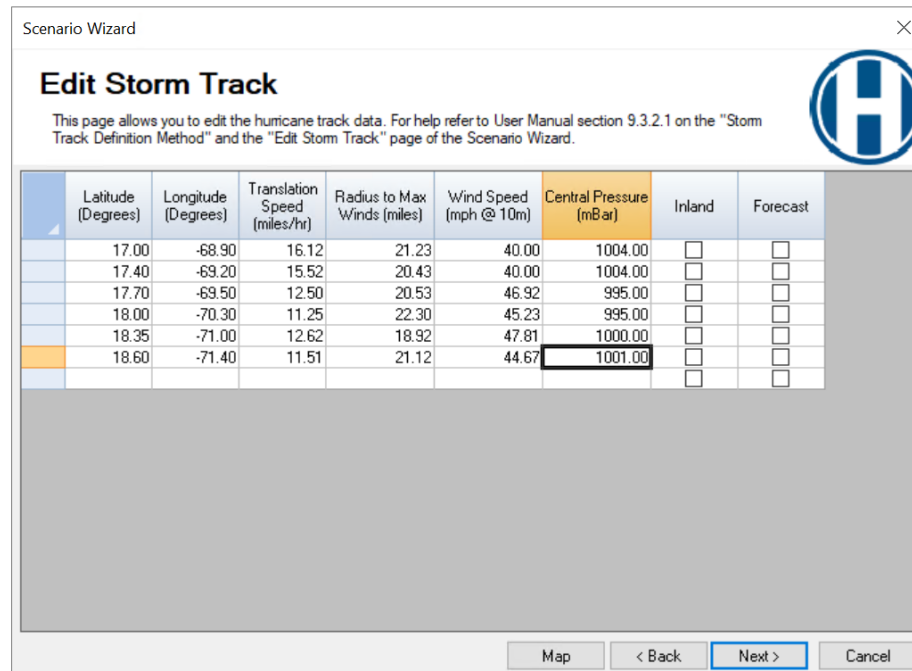 Scenario Wizard
Edit Storm Track
This page allows you to edit the hurricane track data. For help refer to User Manual section 9.3.2.1 on the "Storm
Track Definition Method" and the "Edit Storm Track" page of the Scenario Wizard.
Latitude (Degrees) Longitude (Degrees) Translation Speed (miles/hr) Radius to Max Winds (miles) Wind Speed (mph @ 10m) Central Pressure (mBar) Inland Forecast
17.00 -68.90 16.12 21.23 40.00 1004.00
17.40 -69.20 15.52 20.43 40.00 1004.00
17.70 -69.50 12.50 20.53 46.92 995.00
18.00 -70.30 11.25 22.30 45.23 995.00
18.35 -71.00 12.62 18.92 47.81 1000.00
18.60 -71.40 11.51 21.12 44.67 1001.00
Map < Back Next > Cancel